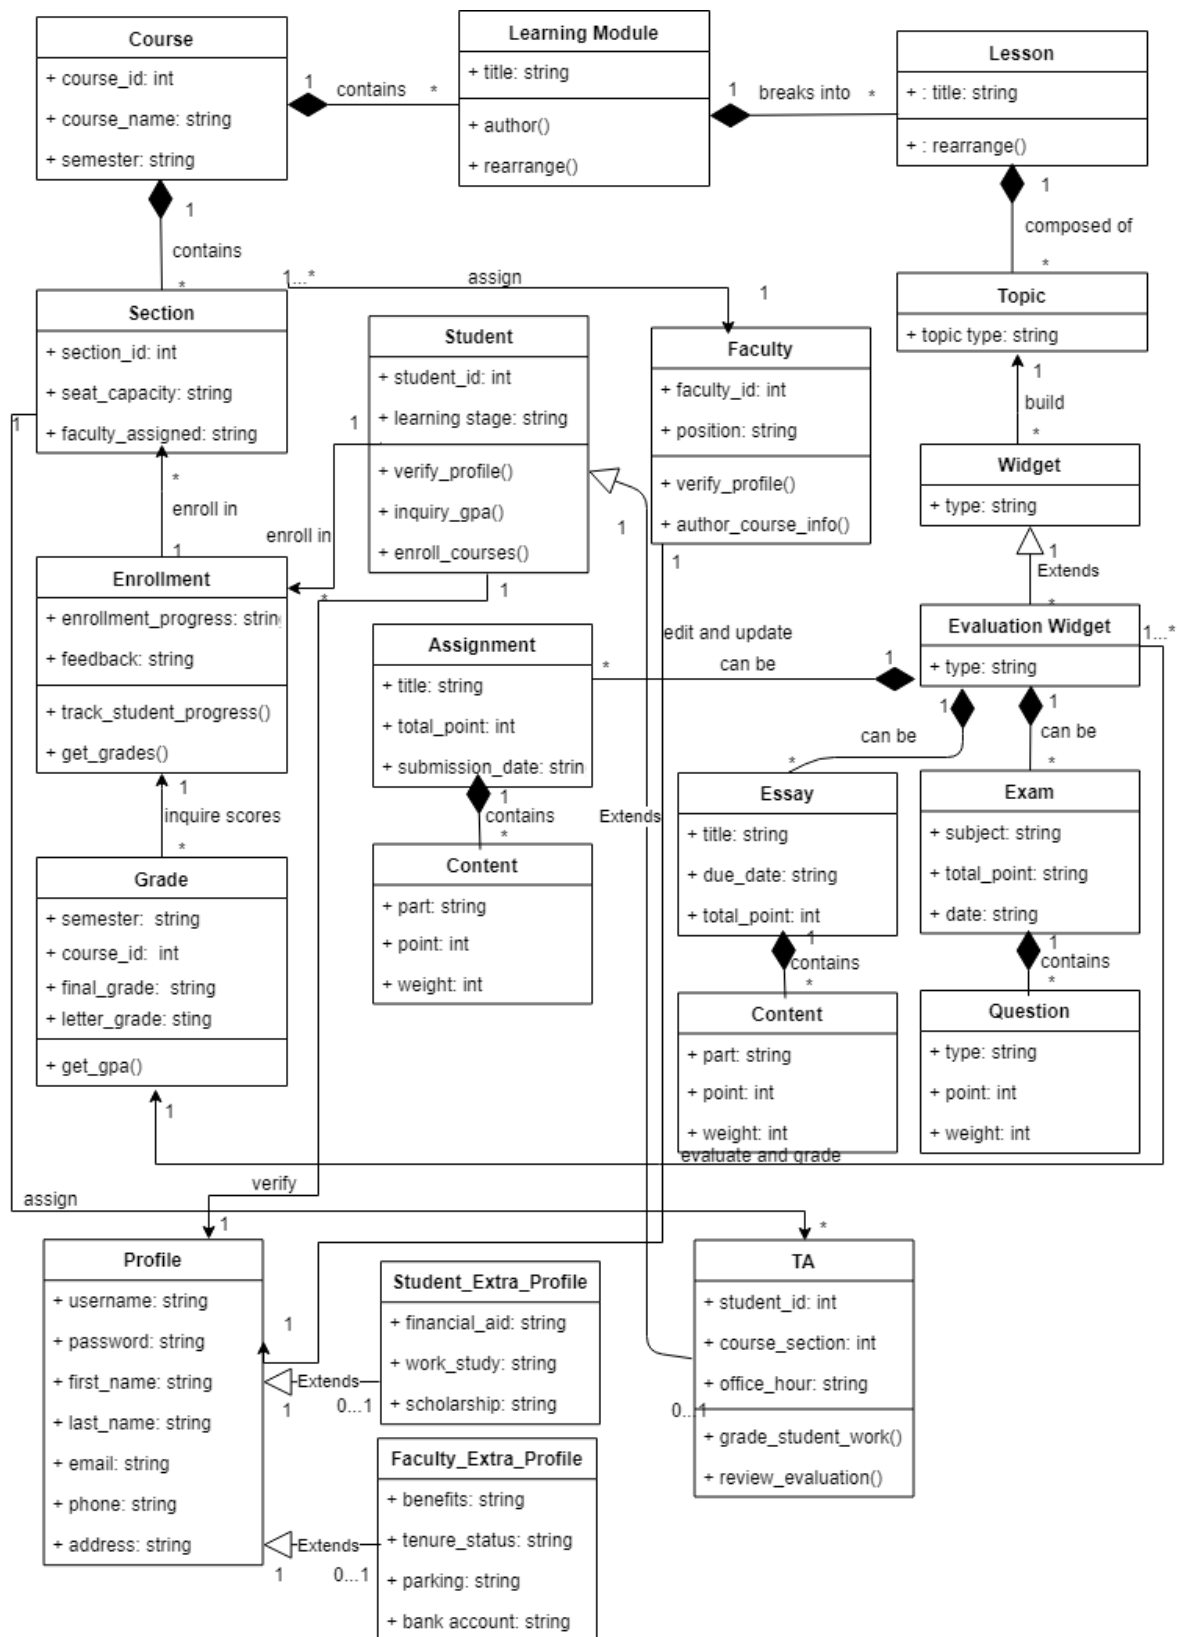 Course
+ course_id: int
+ course_name: string
+ semester: string
1
contains
*
Learning Module
+ title: string
+ author()
+ rearrange()
1
breaks into
*
Lesson
+ : title: string
+ : rearrange()
1
contains
*
1
composed of
*
Section
+ section_id: int
+ seat_capacity: string
+ faculty_assigned: string
1...*
assign
1
Student
+ student_id: int
+ learning stage: string
+ verify_profile()
+ inquiry_gpa()
+ enroll_courses()
Faculty
+ faculty_id: int
+ position: string
+ verify_profile()
+ author_course_info()
Topic
+ topic type: string
1
build
*
Widget
+ type: string
1
Extends
*
1
1
*
enroll in
1
enroll in
*
1
1
1
Enrollment
+ enrollment_progress: string
+ feedback: string
+ track_student_progress()
+ get_grades()
Assignment
+ title: string
+ total_point: int
+ submission_date: strin
edit and update
can be
*
1
Evaluation Widget
+ type: string
1...*
1
can be
*
1
can be
*
1
inquire scores
*
1
contains
*
Extends
Essay
+ title: string
+ due_date: string
+ total_point: int
Exam
+ subject: string
+ total_point: string
+ date: string
Grade
+ semester: string
+ course_id: int
+ final_grade: string
+ letter_grade: sting
+ get_gpa()
Content
+ part: string
+ point: int
+ weight: int
1
contains
*
1
contains
*
Content
+ part: string
+ point: int
+ weight: int
Question
+ type: string
+ point: int
+ weight: int
1
evaluate and grade
verify
assign
1
*
Profile
+ username: string
+ password: string
+ first_name: string
+ last_name: string
+ email: string
+ phone: string
+ address: string
1
Student_Extra_Profile
+ financial_aid: string
+ work_study: string
+ scholarship: string
Extends
1
0...1
TA
+ student_id: int
+ course_section: int
+ office_hour: string
+ grade_student_work()
+ review_evaluation()
0...1
Faculty_Extra_Profile
+ benefits: string
+ tenure_status: string
+ parking: string
+ bank account: string
Extends
1
0...1